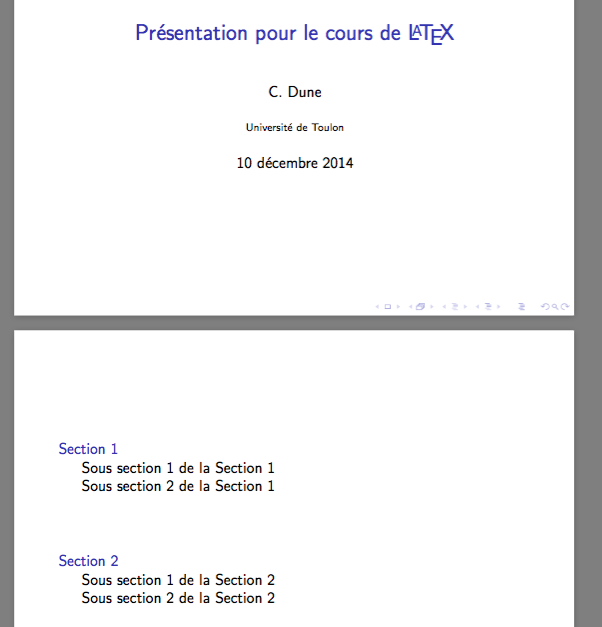 Présentation pour le cours de LATEX
C. Dune
Université de Toulon
10 décembre 2014
Section 1
Sous section 1 de la Section 1
Sous section 2 de la Section 1
Section 2
Sous section 1 de la Section 2
Sous section 2 de la Section 2